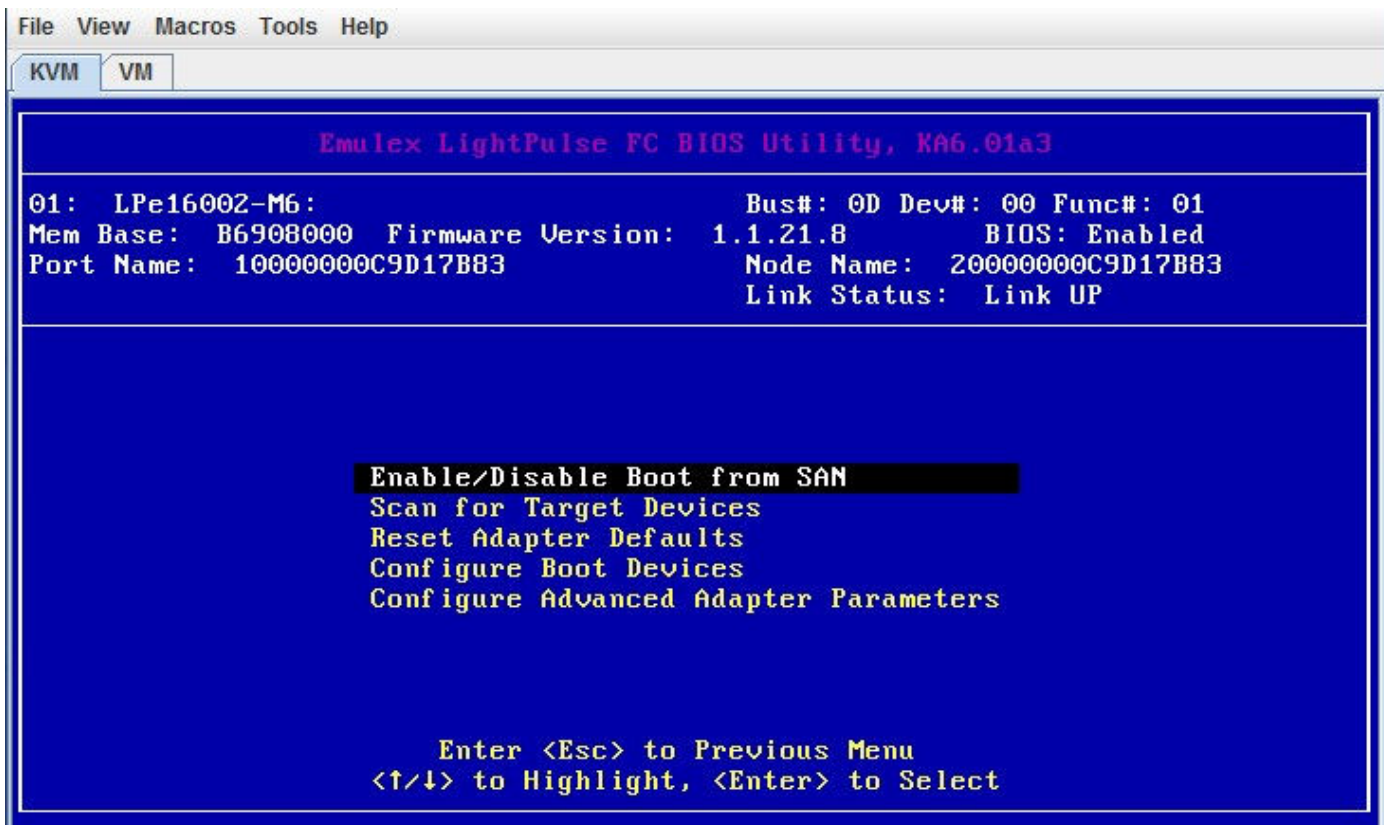 File View Macros Tools Help
KVM VM
Emulex LightPulse FC BIOS Utility, KA6.01a3
01: LPe16002-M6: Bus#: 0D Dev#: 00 Func#: 01
Mem Base: B6908000 Firmware Version: 1.1.21.8 BIOS: Enabled
Port Name: 10000000C9D17B83 Node Name: 20000000C9D17B83
Link Status: Link UP
Enable/Disable Boot from SAN
Scan for Target Devices
Reset Adapter Defaults
Configure Boot Devices
Configure Advanced Adapter Parameters
Enter <Esc> to Previous Menu
<↑/↓> to Highlight, <Enter> to Select